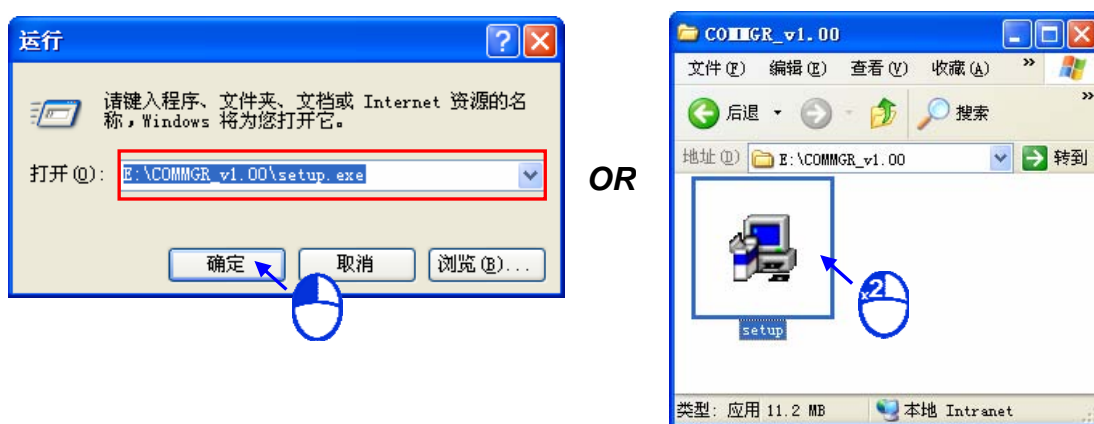 运行
请键入程序、文件夹、文档或 Internet 资源的名
称，Windows 将为您打开它。
打开(O):
E:\COMMGR_v1.00\setup.exe
确定
取消
浏览(B)...
OR
COMMGR_v1.00
文件(F) 编辑(E) 查看(V) 收藏(A) »
后退 搜索 »
地址(D) E:\COMMGR_v1.00 转到
x2
setup
类型: 应用 11.2 MB 本地 Intranet